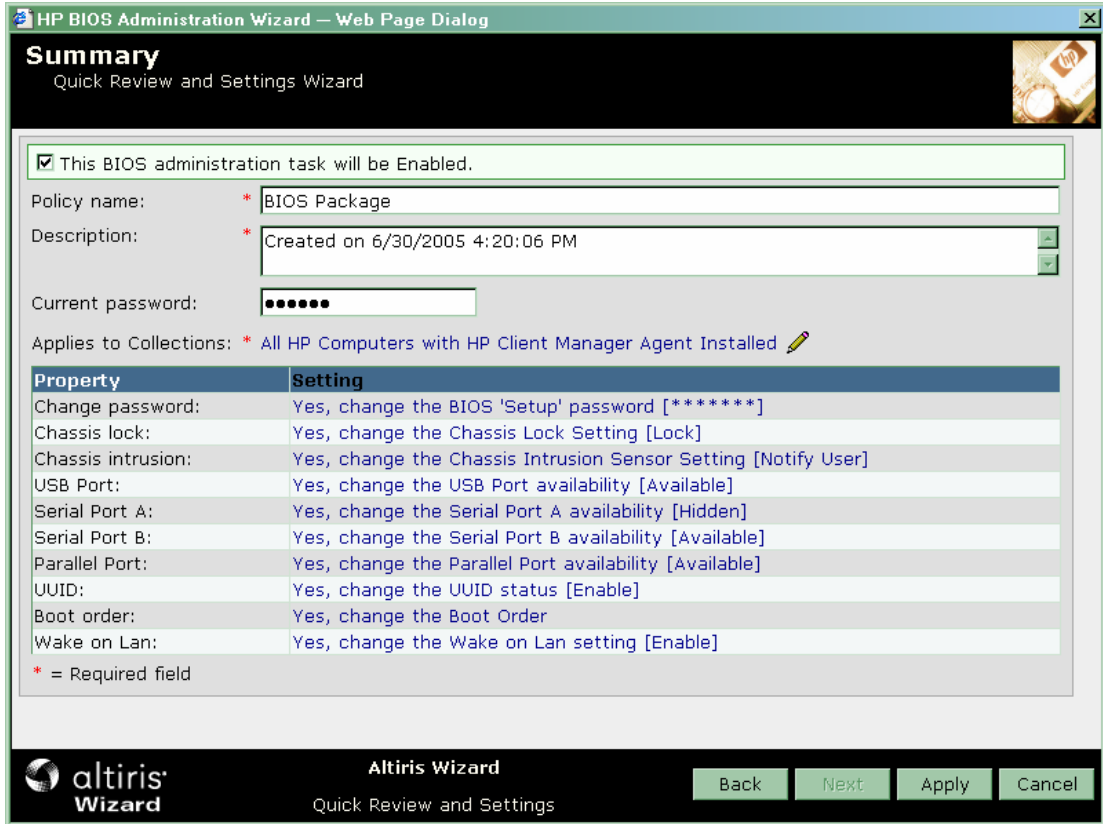 HP BIOS Administration Wizard — Web Page Dialog
Summary
Quick Review and Settings Wizard
hp
This BIOS administration task will be Enabled.
Policy name: * BIOS Package
Description: * Created on 6/30/2005 4:20:06 PM
Current password: ●●●●●●
Applies to Collections: * All HP Computers with HP Client Manager Agent Installed
Property Setting
Change password: Yes, change the BIOS 'Setup' password [*******]
Chassis lock: Yes, change the Chassis Lock Setting [Lock]
Chassis intrusion: Yes, change the Chassis Intrusion Sensor Setting [Notify User]
USB Port: Yes, change the USB Port availability [Available]
Serial Port A: Yes, change the Serial Port A availability [Hidden]
Serial Port B: Yes, change the Serial Port B availability [Available]
Parallel Port: Yes, change the Parallel Port availability [Available]
UUID: Yes, change the UUID status [Enable]
Boot order: Yes, change the Boot Order
Wake on Lan: Yes, change the Wake on Lan setting [Enable]
* = Required field
altiris Wizard
Altiris Wizard
Quick Review and Settings
Back Next Apply Cancel